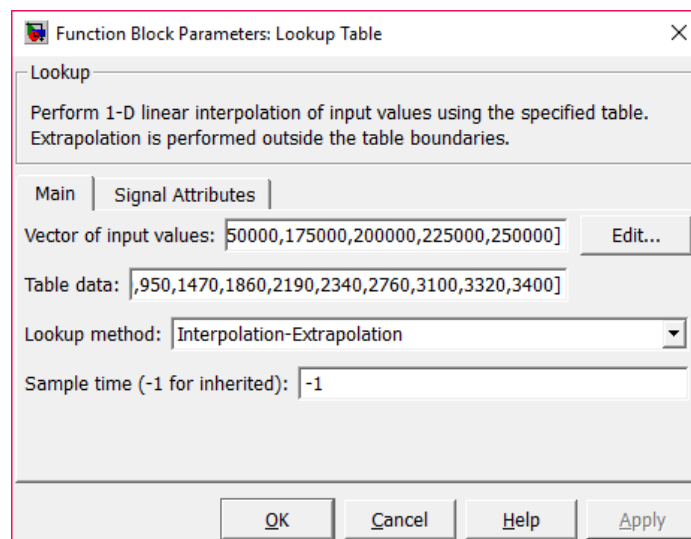 Function Block Parameters: Lookup Table
Lookup
Perform 1-D linear interpolation of input values using the specified table.
Extrapolation is performed outside the table boundaries.
Main Signal Attributes
Vector of input values: 50000,175000,200000,225000,250000] Edit...
Table data: ,950,1470,1860,2190,2340,2760,3100,3320,3400]
Lookup method: Interpolation-Extrapolation
Sample time (-1 for inherited): -1
OK Cancel Help Apply